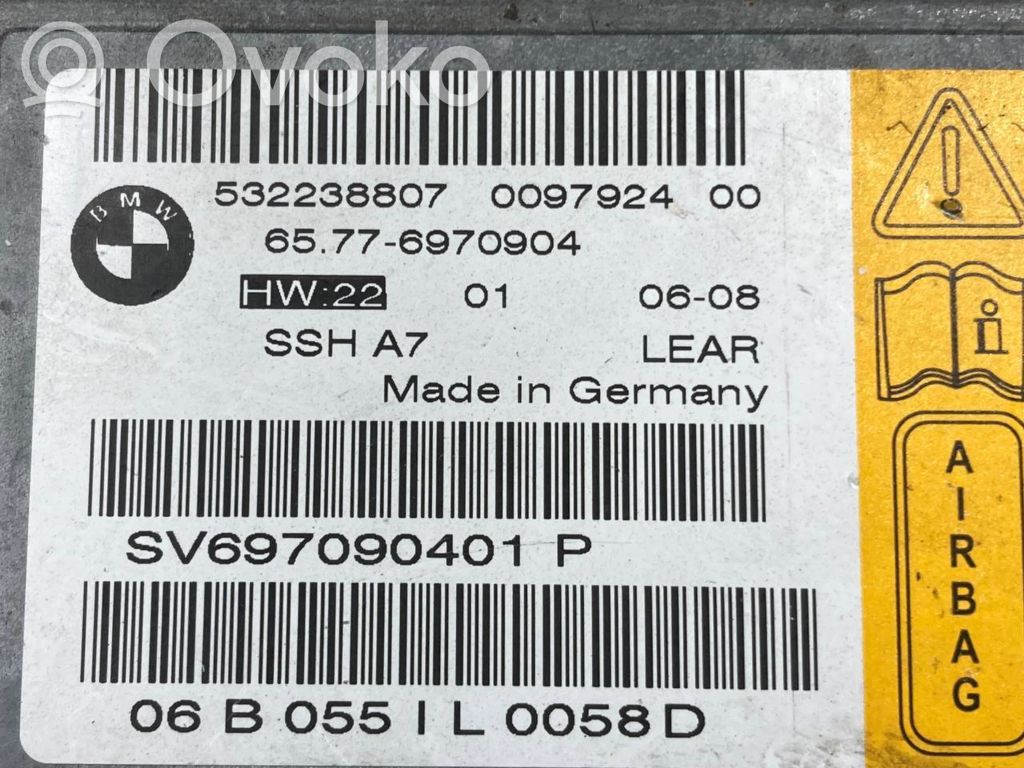 Ovoko
532238807 0097924 00
BMW
65.77-6970904
HW:22 01 06-08
SSH A7 LEAR
Made in Germany
SV697090401 P
06 B 055 I L 0058 D
AIRBAG